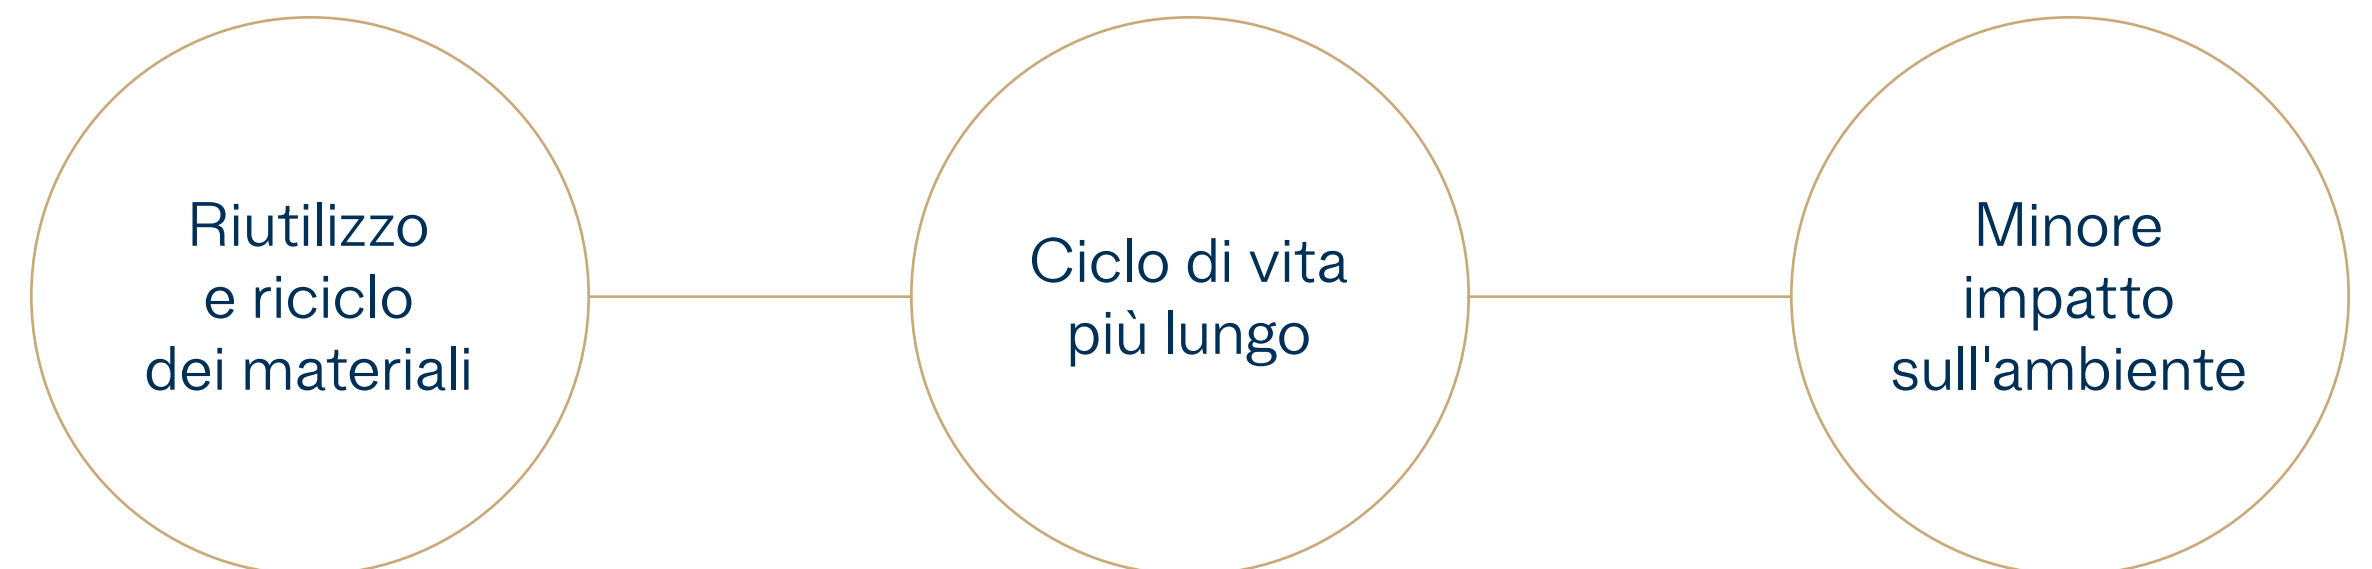 Riutilizzo
e riciclo
dei materiali
Ciclo di vita
più lungo
Minore
impatto
sull'ambiente